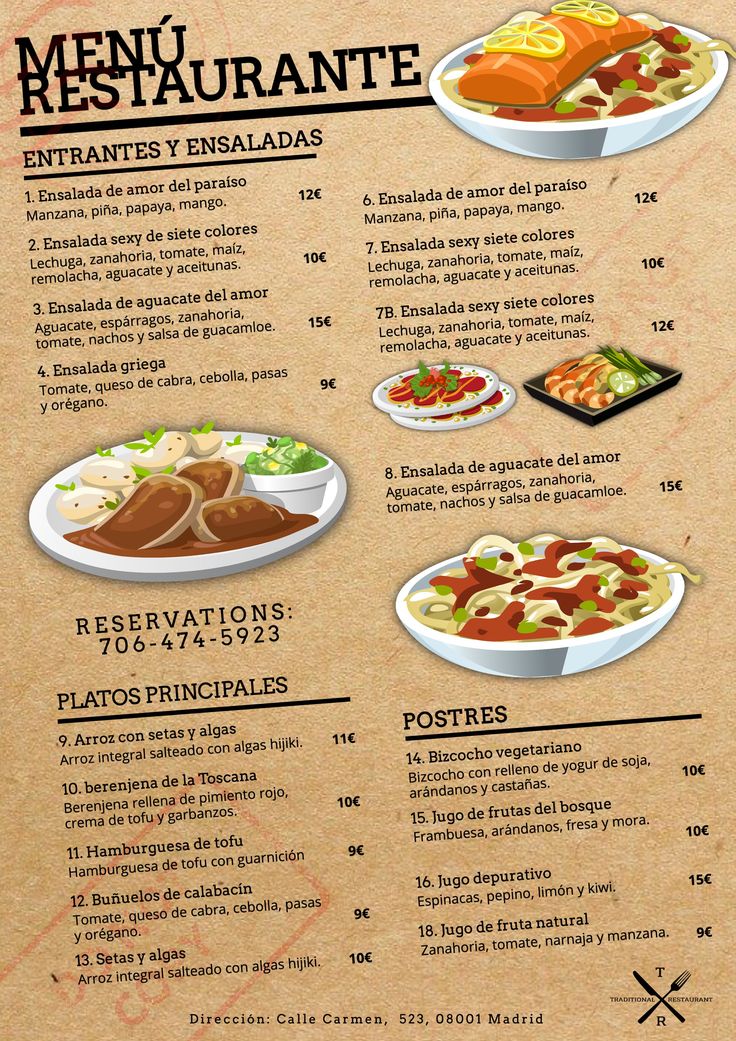 MENÚ
RESTAURANTE
ENTRANTES Y ENSALADAS
1. Ensalada de amor del paraíso 12€
Manzana, piña, papaya, mango.
2. Ensalada sexy de siete colores
Lechuga, zanahoria, tomate, maíz, 10€
remolacha, aguacate y aceitunas.
3. Ensalada de aguacate del amor
Aguacate, espárragos, zanahoria, 15€
tomate, nachos y salsa de guacamloe.
4. Ensalada griega
Tomate, queso de cabra, cebolla, pasas 9€
y orégano.
6. Ensalada de amor del paraíso 12€
Manzana, piña, papaya, mango.
7. Ensalada sexy siete colores
Lechuga, zanahoria, tomate, maíz, 10€
remolacha, aguacate y aceitunas.
7B. Ensalada sexy siete colores
Lechuga, zanahoria, tomate, maíz, 12€
remolacha, aguacate y aceitunas.
8. Ensalada de aguacate del amor
Aguacate, espárragos, zanahoria, 15€
tomate, nachos y salsa de guacamloe.
RESERVATIONS:
706-474-5923
PLATOS PRINCIPALES
9. Arroz con setas y algas 11€
Arroz integral salteado con algas hijiki.
10. berenjena de la Toscana
Berenjena rellena de pimiento rojo, 10€
crema de tofu y garbanzos.
11. Hamburguesa de tofu 9€
Hamburguesa de tofu con guarnición
12. Buñuelos de calabacín
Tomate, queso de cabra, cebolla, pasas 9€
y orégano.
13. Setas y algas 10€
Arroz integral salteado con algas hijiki.
POSTRES
14. Bizcocho vegetariano
Bizcocho con relleno de yogur de soja, 10€
arándanos y castañas.
15. Jugo de frutas del bosque
Frambuesa, arándanos, fresa y mora. 10€
16. Jugo depurativo 15€
Espinacas, pepino, limón y kiwi.
18. Jugo de fruta natural 9€
Zanahoria, tomate, narnaja y manzana.
T
TRADITIONAL RESTAURANT
R
Dirección: Calle Carmen, 523, 08001 Madrid